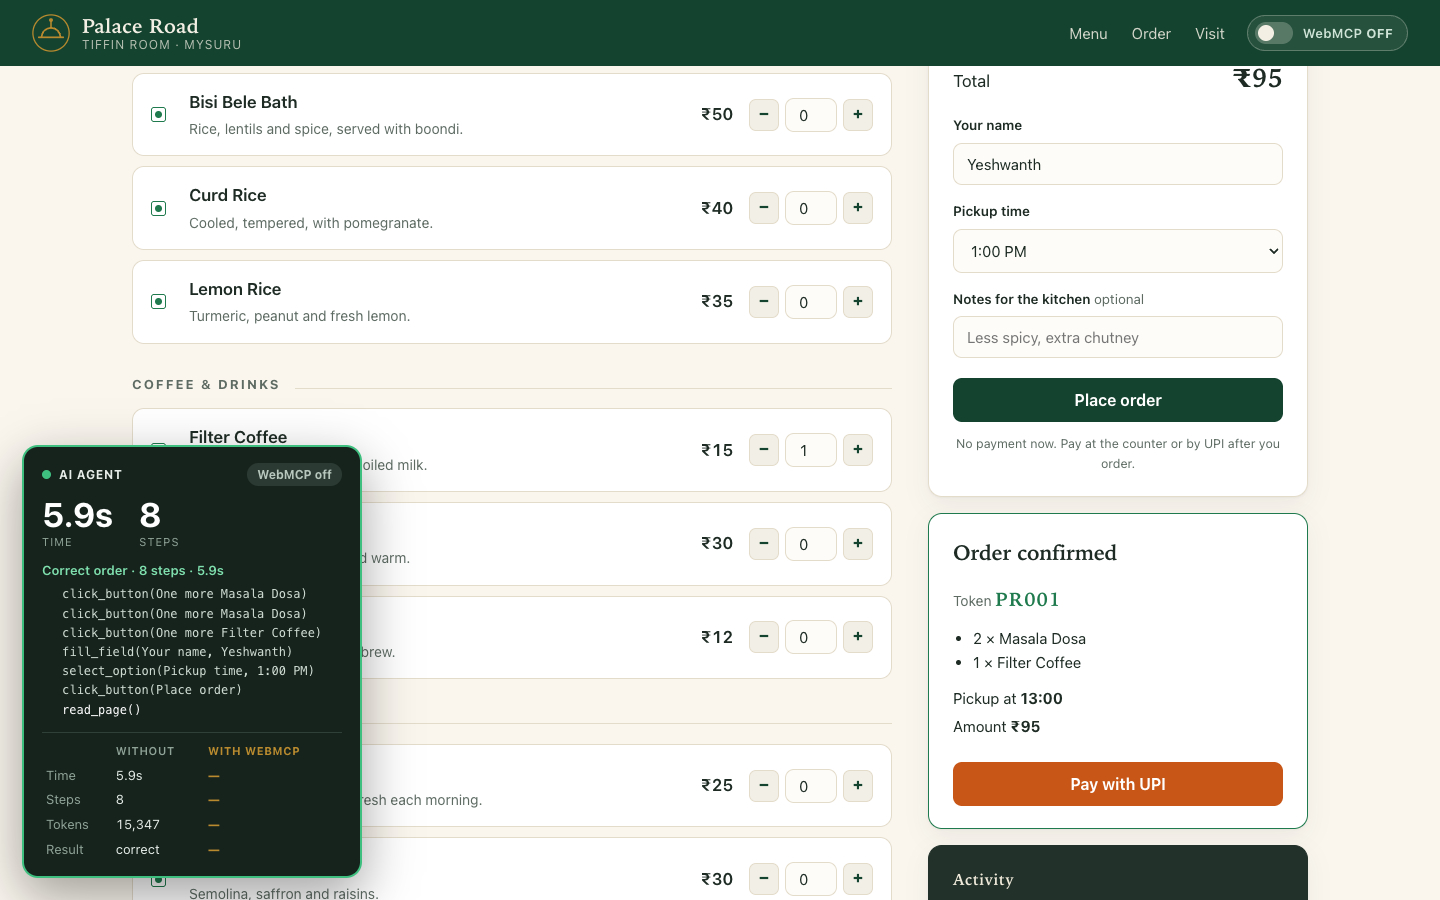 Palace Road
TIFFIN ROOM · MYSURU
Menu
Order
Visit
WebMCP OFF
Bisi Bele Bath
Rice, lentils and spice, served with boondi.
₹50
−
0
+
Curd Rice
Cooled, tempered, with pomegranate.
₹40
−
0
+
Lemon Rice
Turmeric, peanut and fresh lemon.
₹35
−
0
+
COFFEE & DRINKS
Filter Coffee
oiled milk.
₹15
−
1
+
d warm.
₹30
−
0
+
brew.
₹12
−
0
+
resh each morning.
₹25
−
0
+
Semolina, saffron and raisins.
₹30
−
0
+
AI AGENT
WebMCP off
5.9s
TIME
8
STEPS
Correct order · 8 steps · 5.9s
click_button(One more Masala Dosa)
click_button(One more Masala Dosa)
click_button(One more Filter Coffee)
fill_field(Your name, Yeshwanth)
select_option(Pickup time, 1:00 PM)
click_button(Place order)
read_page()
WITHOUT
WITH WEBMCP
Time 5.9s —
Steps 8 —
Tokens 15,347 —
Result correct —
Total ₹95
Your name
Yeshwanth
Pickup time
1:00 PM
Notes for the kitchen optional
Less spicy, extra chutney
Place order
No payment now. Pay at the counter or by UPI after you
order.
Order confirmed
Token PR001
• 2 × Masala Dosa
• 1 × Filter Coffee
Pickup at 13:00
Amount ₹95
Pay with UPI
Activity